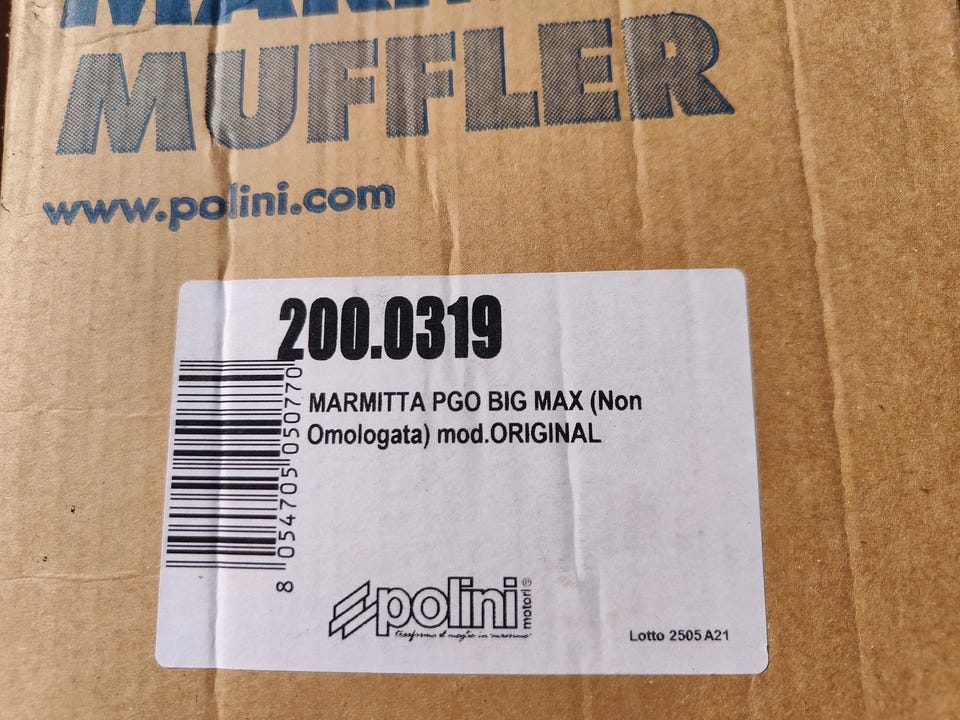 MUFFLER
www.polini.com
200.0319
MARMITTA PGO BIG MAX (Non
Omologata) mod.ORIGINAL
8 054705 050770
polini motori®
Lotto 2505 A21